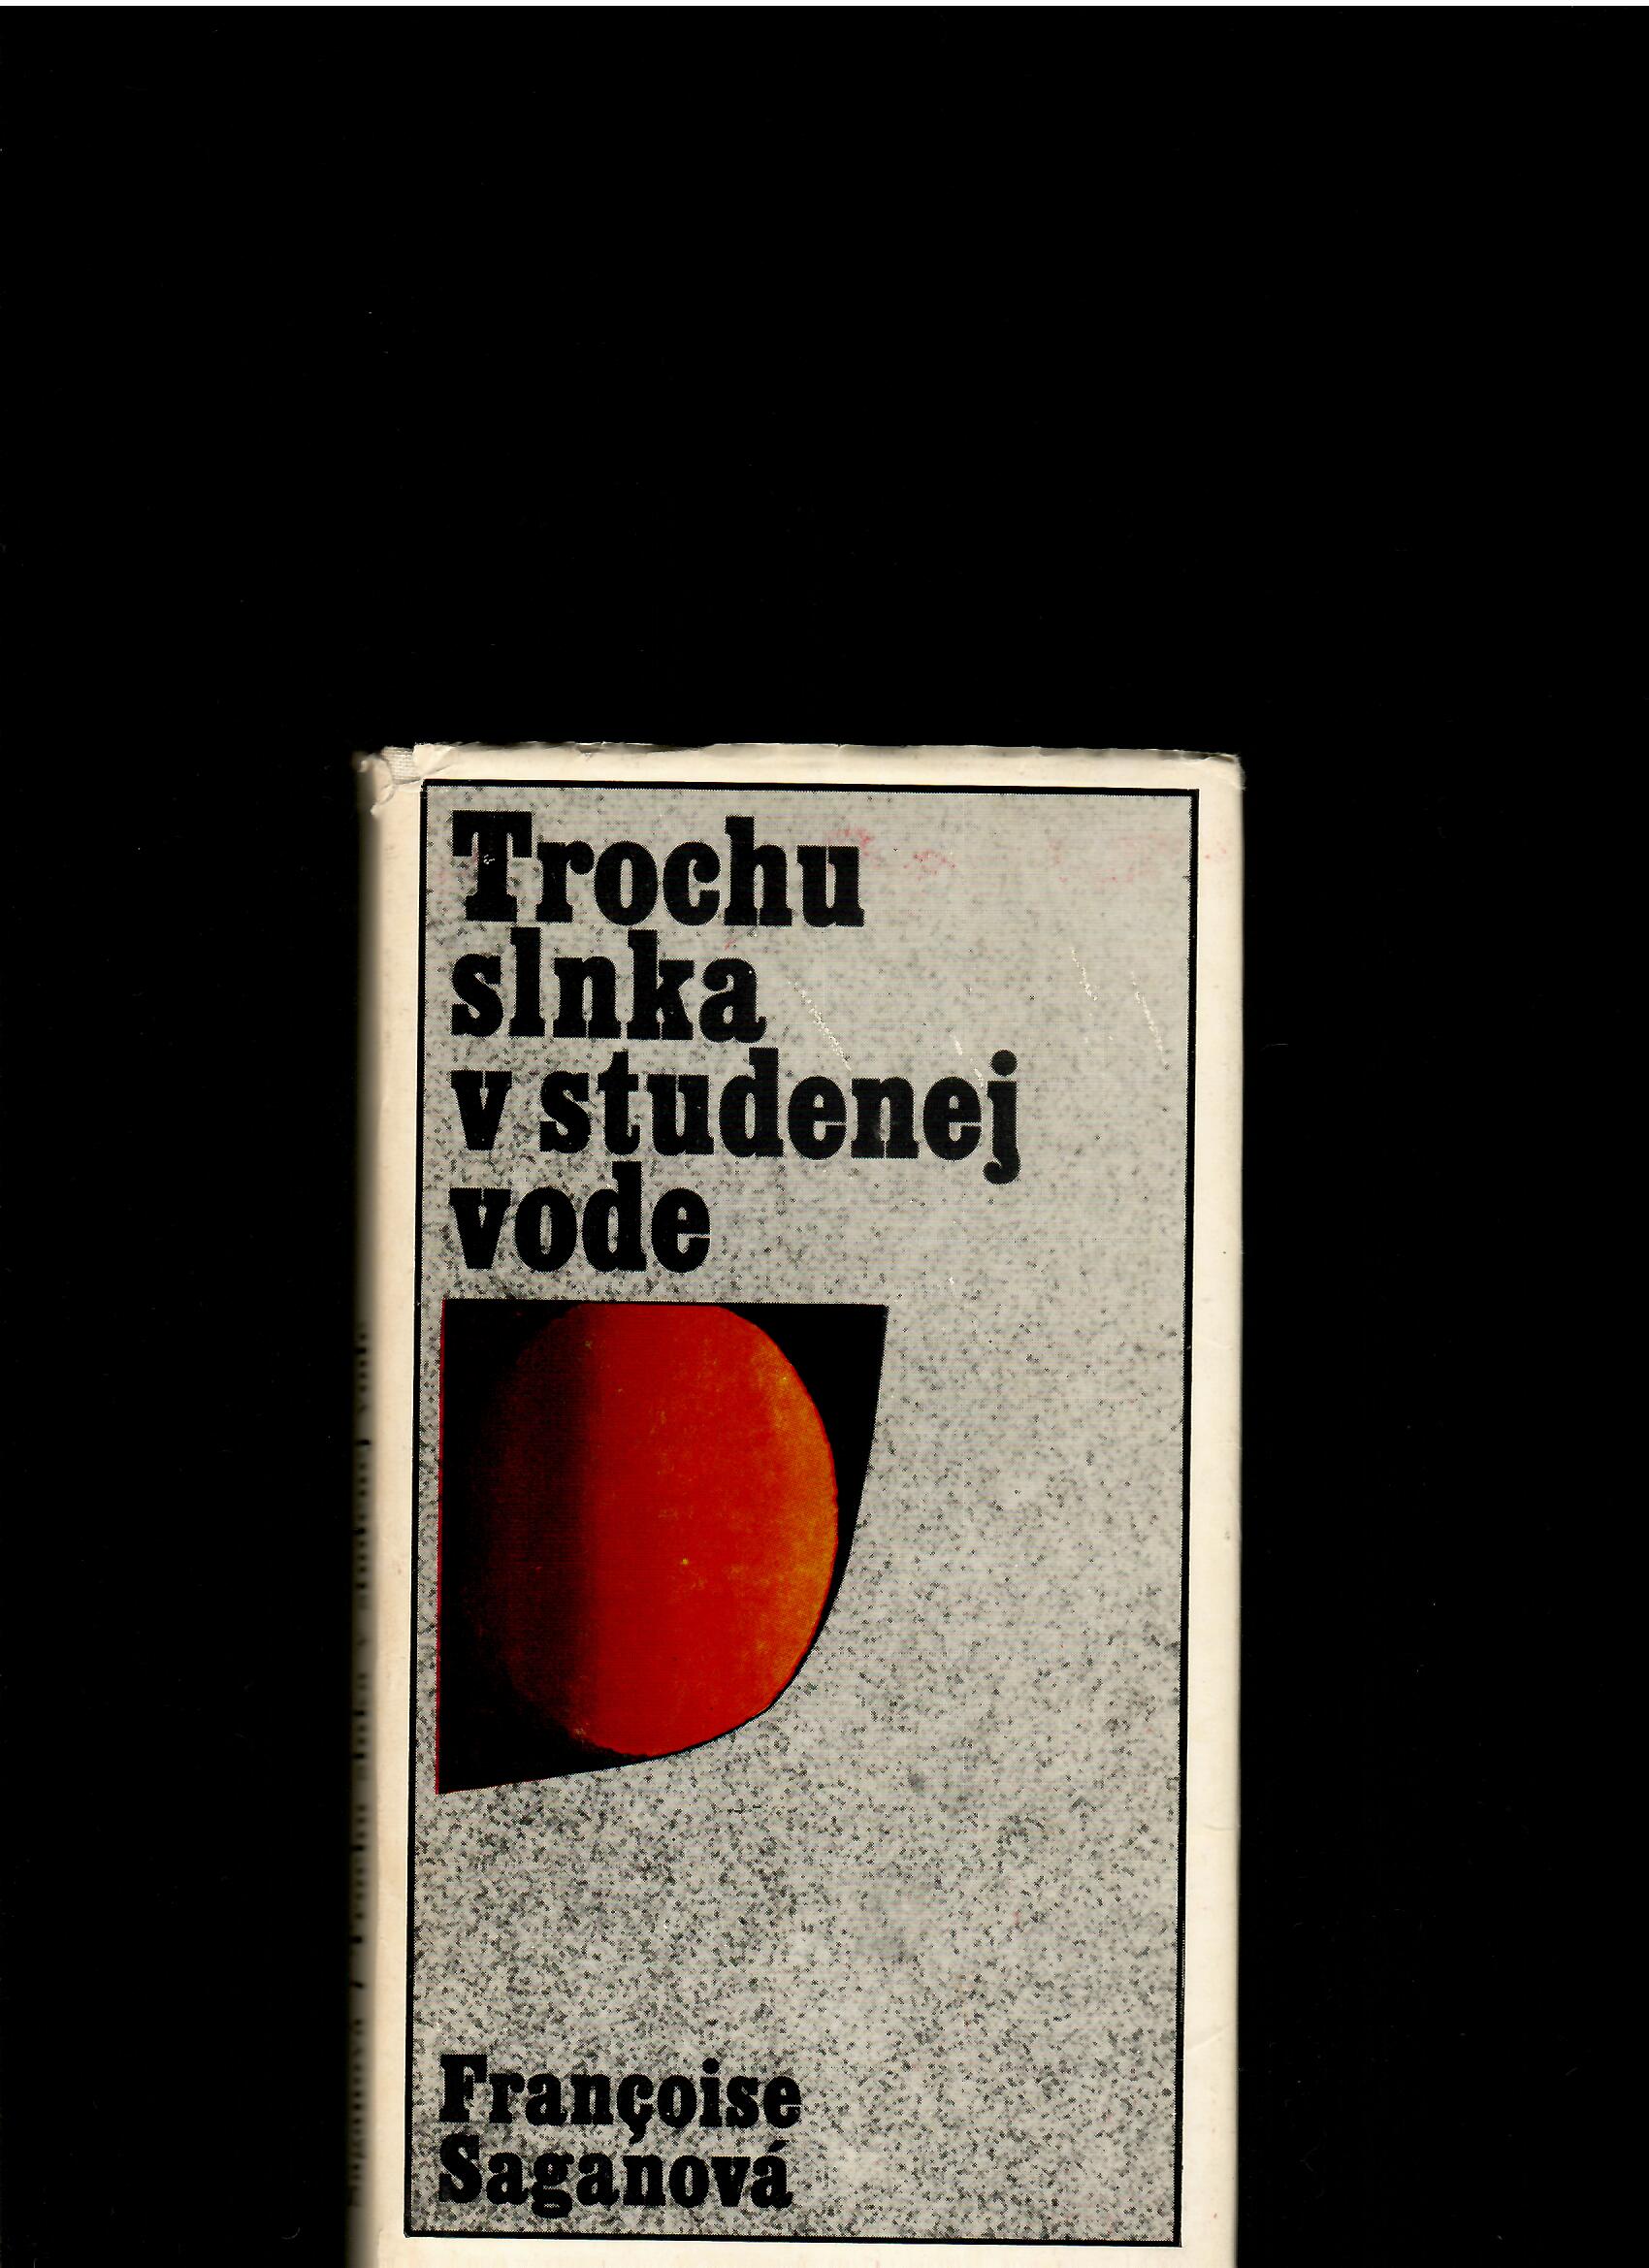 Trochu
slnka
v studenej
vode
Françoise
Saganová